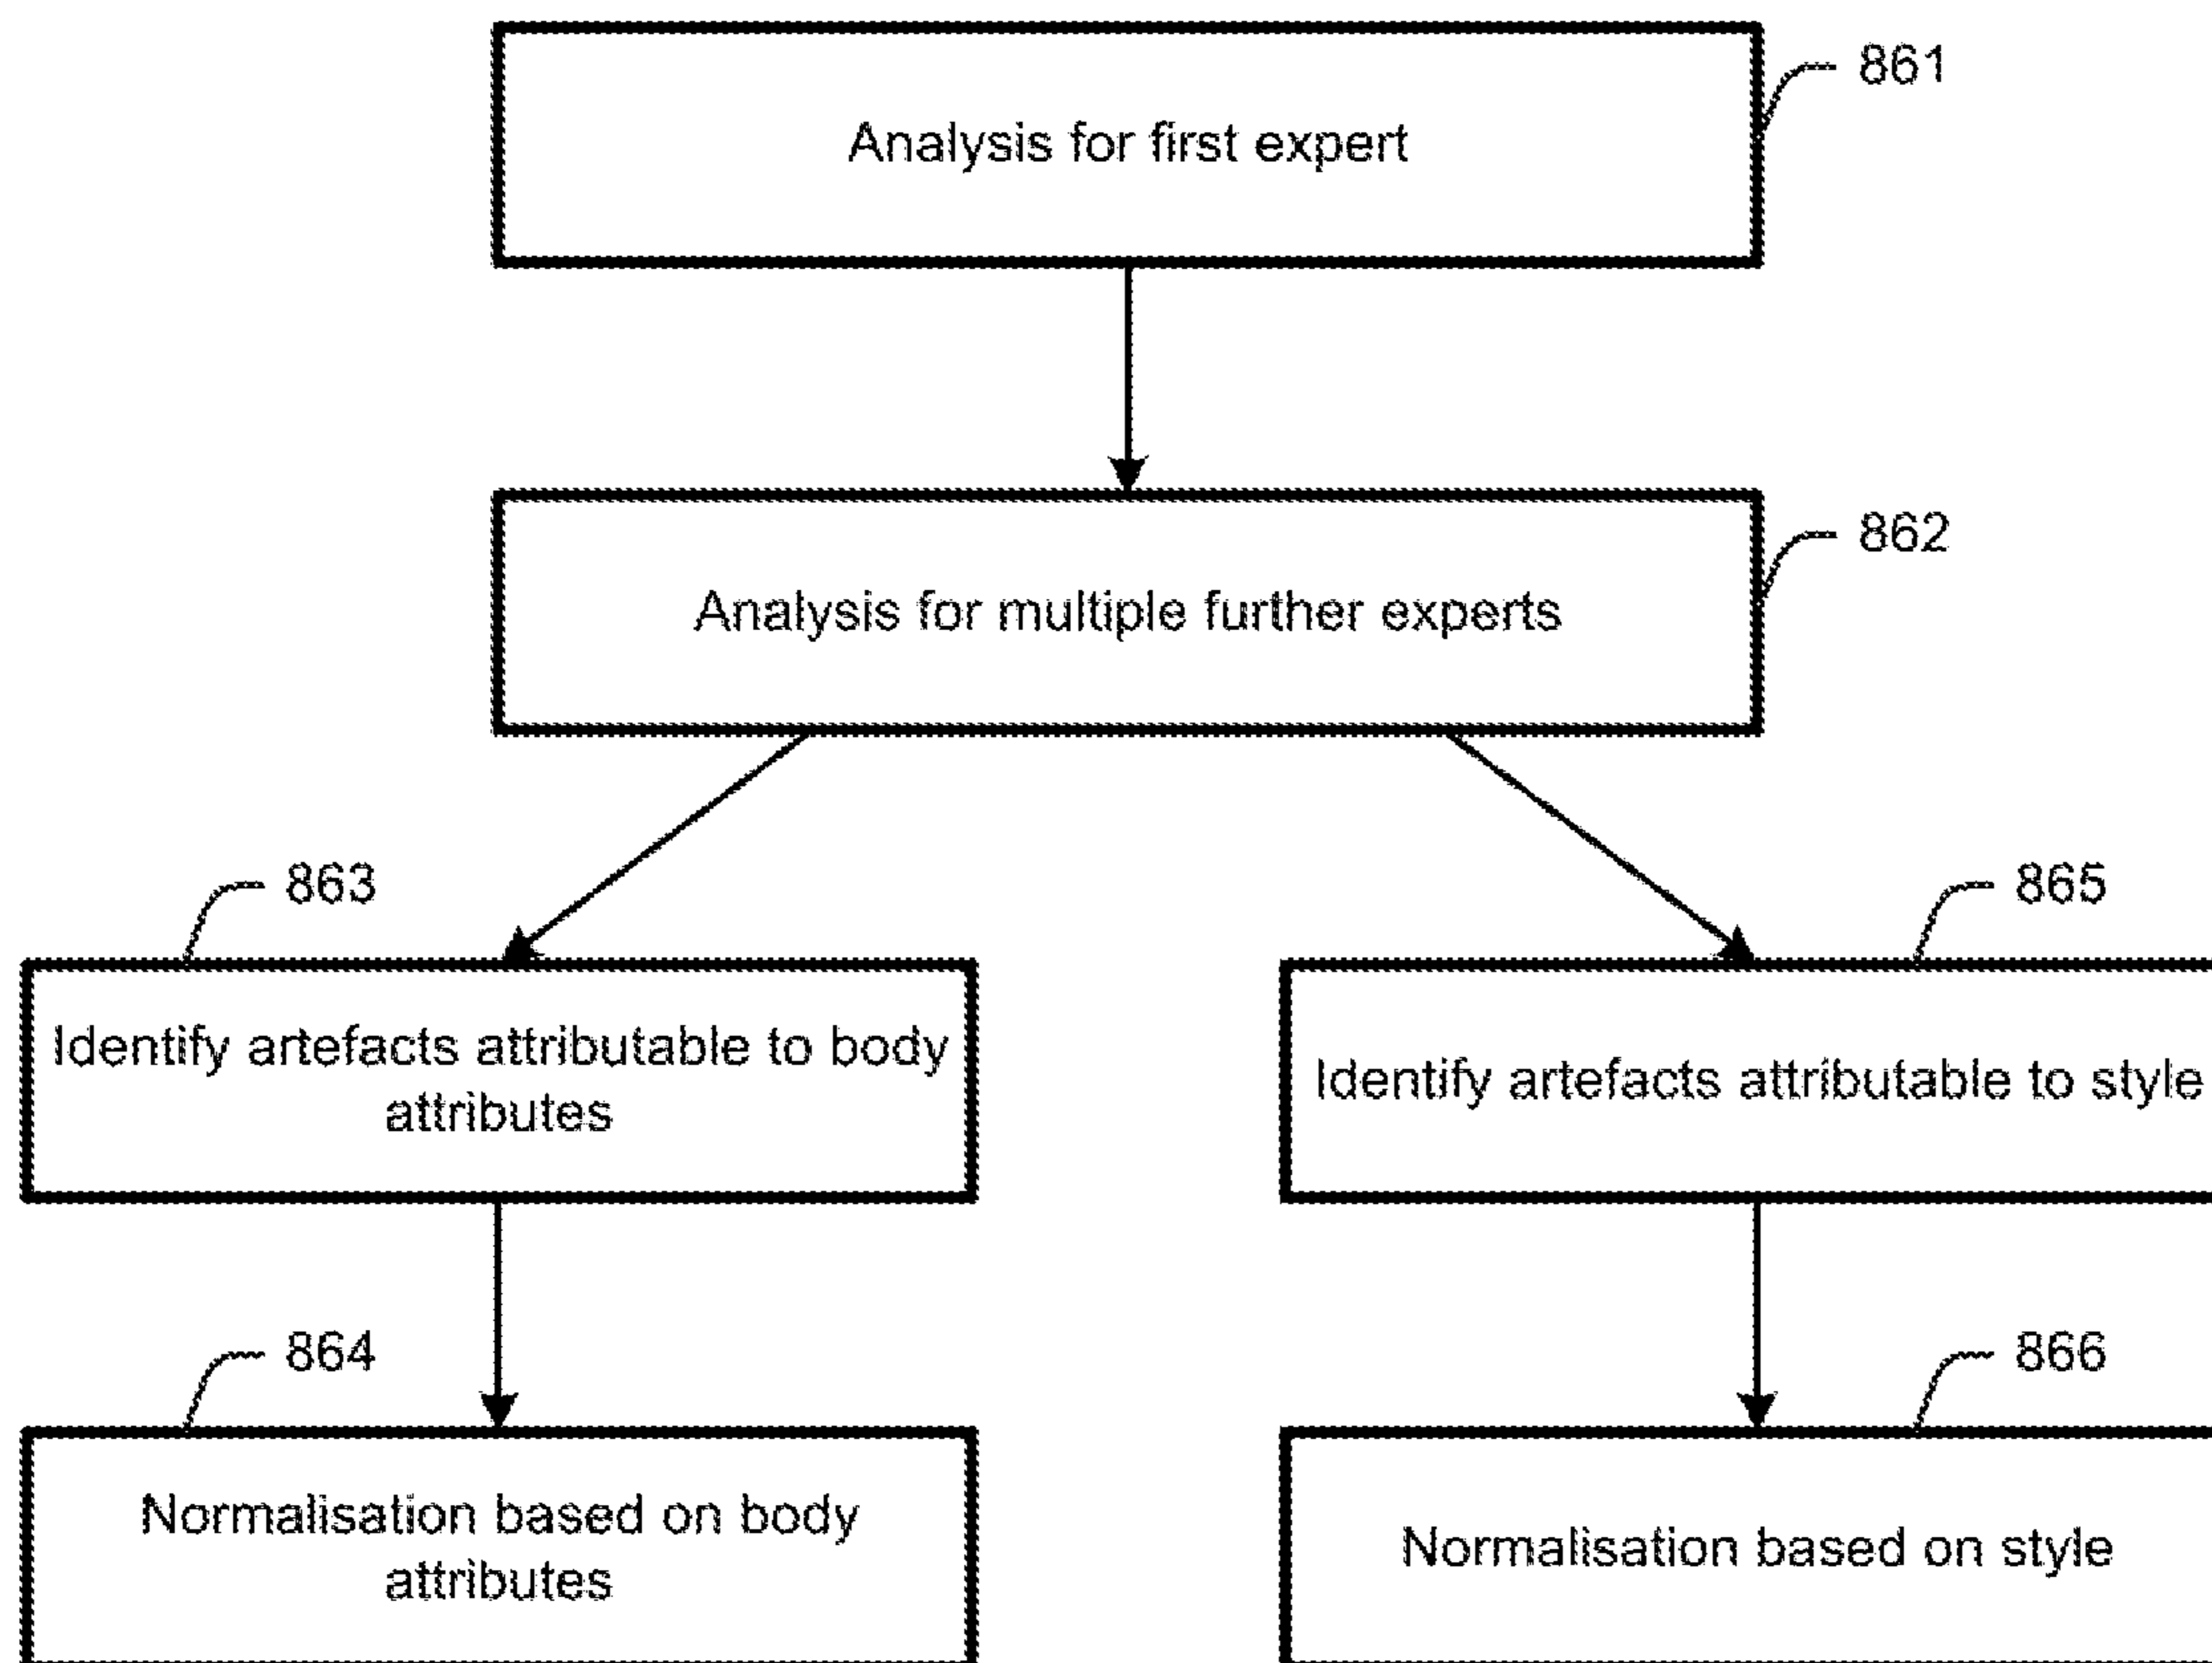 861
Analysis for first expert
862
Analysis for multiple further experts
863
865
Identify artefacts attributable to body
attributes
Identify artefacts attributable to style
864
866
Normalisation based on body
attributes
Normalisation based on style